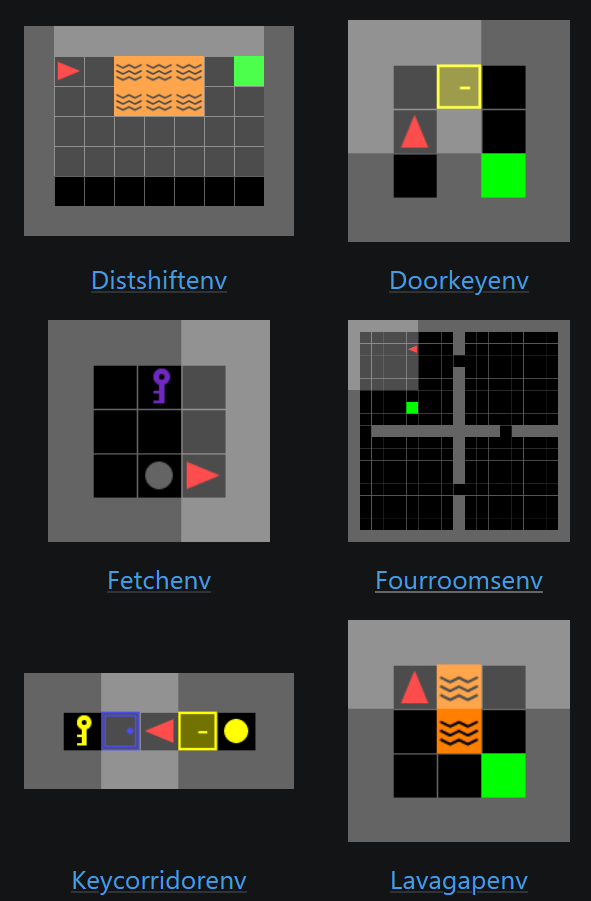 Distshiftenv
Doorkeyenv
Fetchenv
Fourroomsenv
Keycorridorenv
Lavagapenv